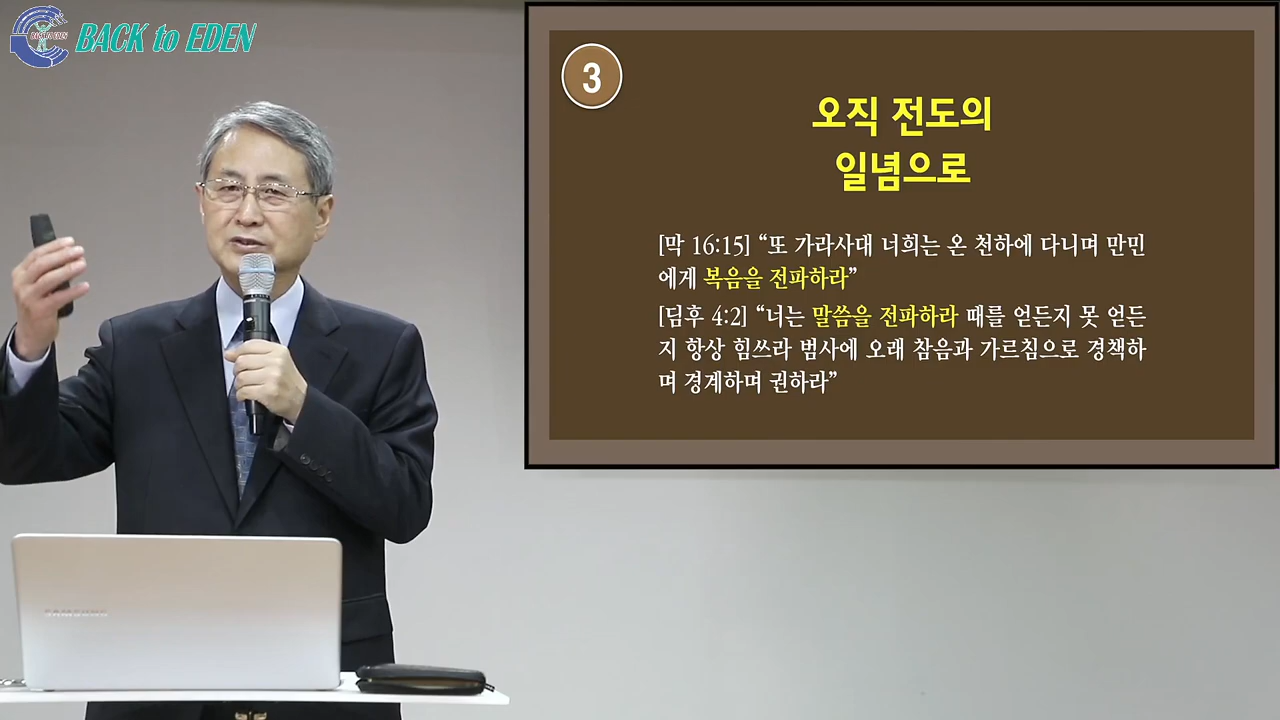 BACK to EDEN
BACK TO EDEN
3
오직 전도의
일념으로
[막 16:15] “또 가라사대 너희는 온 천하에 다니며 만민
에게 복음을 전파하라”
[딤후 4:2] “너는 말씀을 전파하라 때를 얻든지 못 얻든
지 항상 힘쓰라 범사에 오래 참음과 가르침으로 경책하
며 경계하며 권하라”
SAMSUNG